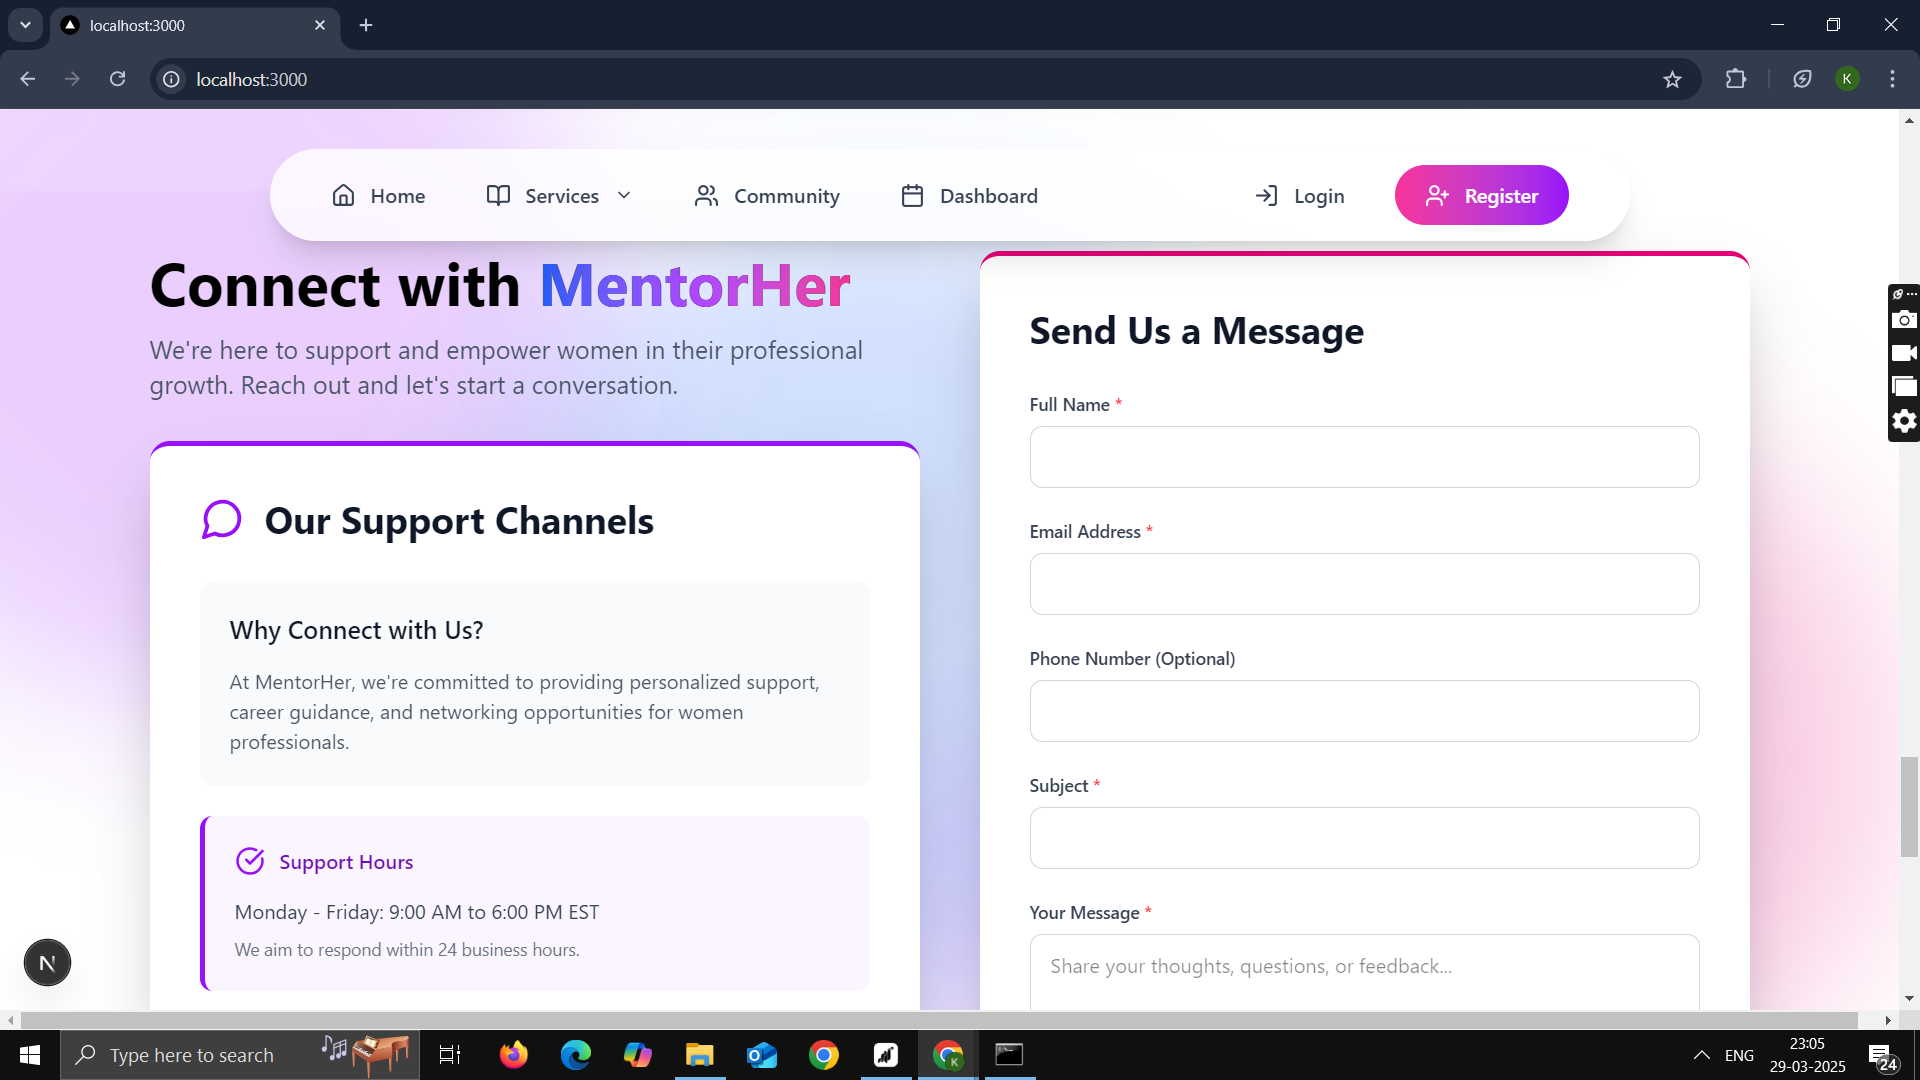 localhost:3000
localhost:3000
K
Home
Services
Community
Dashboard
Login
Register
Connect with MentorHer
We're here to support and empower women in their professional
growth. Reach out and let's start a conversation.
Our Support Channels
Why Connect with Us?
At MentorHer, we're committed to providing personalized support,
career guidance, and networking opportunities for women
professionals.
Support Hours
Monday - Friday: 9:00 AM to 6:00 PM EST
We aim to respond within 24 business hours.
Send Us a Message
Full Name *
Email Address *
Phone Number (Optional)
Subject *
Your Message *
Share your thoughts, questions, or feedback...
N
Type here to search
K
ENG
23:05
29-03-2025
24